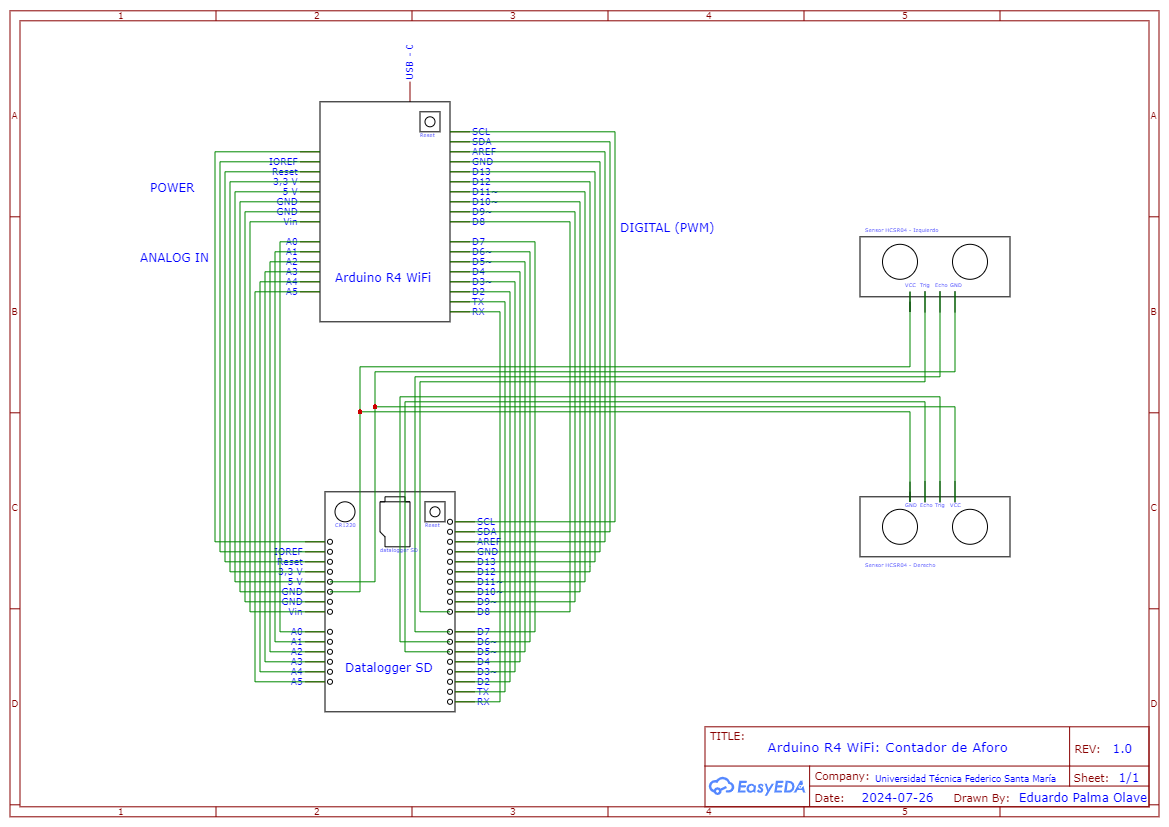 1 2 3 4 5
A A
B B
C C
D D
USB - C
Reset
POWER
ANALOG IN
DIGITAL (PWM)
IOREF
Reset
3,3 V
5 V
GND
GND
Vin
A0
A1
A2
A3
A4
A5
SCL
SDA
AREF
GND
D13
D12
D11~
D10~
D9~
D8
D7
D6~
D5~
D4
D3~
D2
TX
RX
Arduino R4 WiFi
Sensor HCSR04 - Izquierdo
VCC Trig Echo GND
CR1220
datalogger SD
Reset
IOREF
Reset
3,3 V
5 V
GND
GND
Vin
A0
A1
A2
A3
A4
A5
SCL
SDA
AREF
GND
D13
D12
D11~
D10~
D9~
D8
D7
D6~
D5~
D4
D3~
D2
TX
RX
Datalogger SD
GND Echo Trig VCC
Sensor HCSR04 - Derecho
TITLE:
Arduino R4 WiFi: Contador de Aforo
REV: 1.0
EasyEDA
Company: Universidad Técnica Federico Santa María
Sheet: 1/1
Date: 2024-07-26 Drawn By: Eduardo Palma Olave
1 2 3 4 5